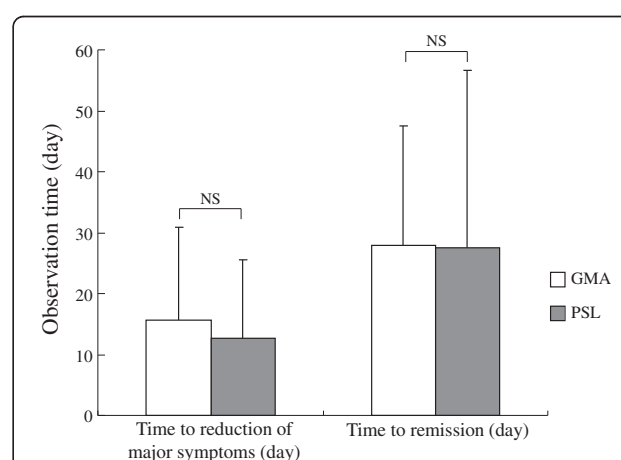 Observation time (day)
60
50
40
30
20
10
0
NS
NS
GMA
PSL
Time to reduction of
major symptoms (day)
Time to remission (day)